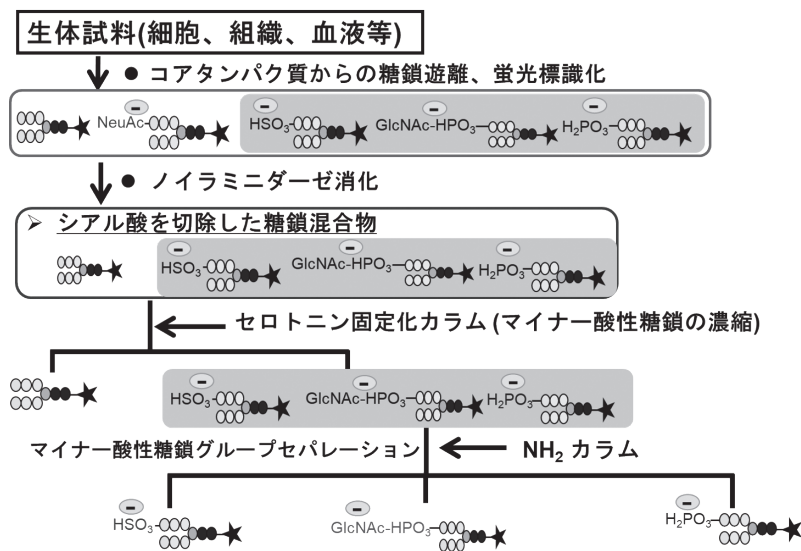 生体試料(細胞、組織、血液等)
● コアタンパク質からの糖鎖遊離、蛍光標識化
NeuAc HSO₃ GlcNAc-HPO₃ H₂PO₃
● ノイラミニダーゼ消化
➢ シアル酸を切除した糖鎖混合物
HSO₃ GlcNAc-HPO₃ H₂PO₃
セロトニン固定化カラム (マイナー酸性糖鎖の濃縮)
HSO₃ GlcNAc-HPO₃ H₂PO₃
マイナー酸性糖鎖グループセパレーション NH₂ カラム
HSO₃ GlcNAc-HPO₃ H₂PO₃